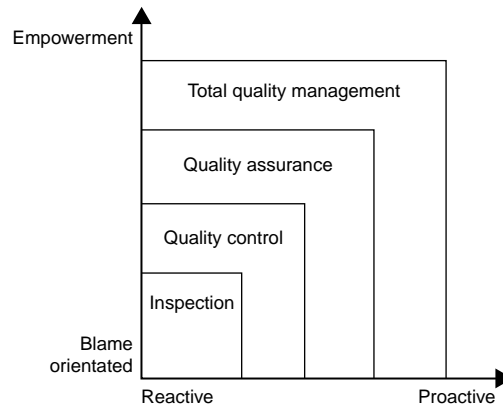 Empowerment
Total quality management
Quality assurance
Quality control
Inspection
Blame
orientated
Reactive
Proactive